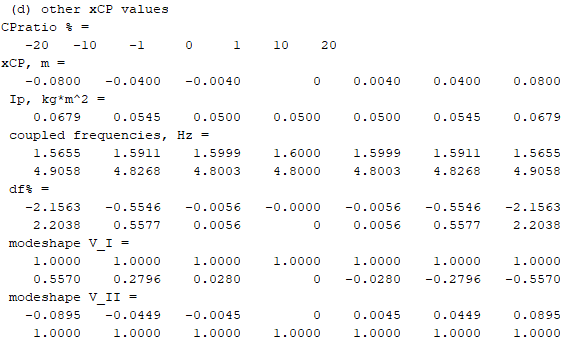 (d) other xCP values
CPratio % =
-20 -10 -1 0 1 10 20
xCP, m =
-0.0800 -0.0400 -0.0040 0 0.0040 0.0400 0.0800
Ip, kg*m^2 =
0.0679 0.0545 0.0500 0.0500 0.0500 0.0545 0.0679
coupled frequencies, Hz =
1.5655 1.5911 1.5999 1.6000 1.5999 1.5911 1.5655
4.9058 4.8268 4.8003 4.8000 4.8003 4.8268 4.9058
df% =
-2.1563 -0.5546 -0.0056 -0.0000 -0.0056 -0.5546 -2.1563
2.2038 0.5577 0.0056 0 0.0056 0.5577 2.2038
modeshape V_I =
1.0000 1.0000 1.0000 1.0000 1.0000 1.0000 1.0000
0.5570 0.2796 0.0280 0 -0.0280 -0.2796 -0.5570
modeshape V_II =
-0.0895 -0.0449 -0.0045 0 0.0045 0.0449 0.0895
1.0000 1.0000 1.0000 1.0000 1.0000 1.0000 1.0000